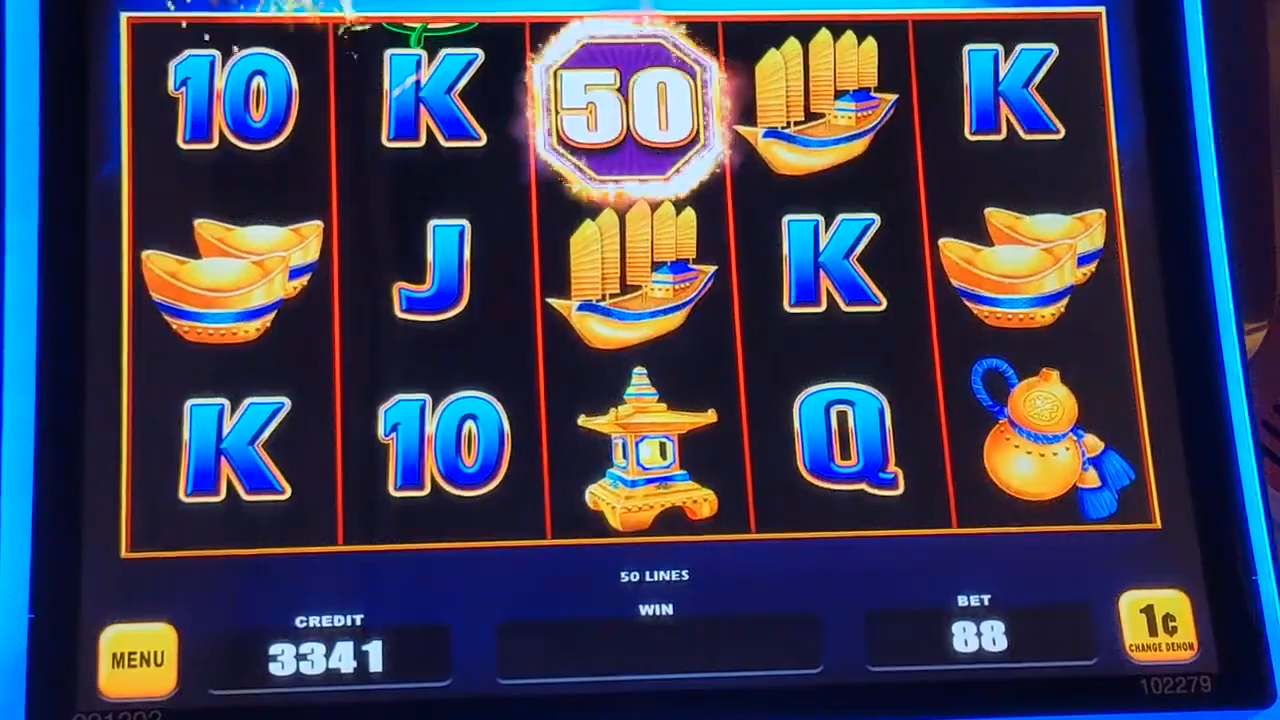 10 K 50 K
J K
K 10 Q
50 LINES
WIN
CREDIT
3341
BET
88
MENU
1¢
CHANGE DENOM
102279